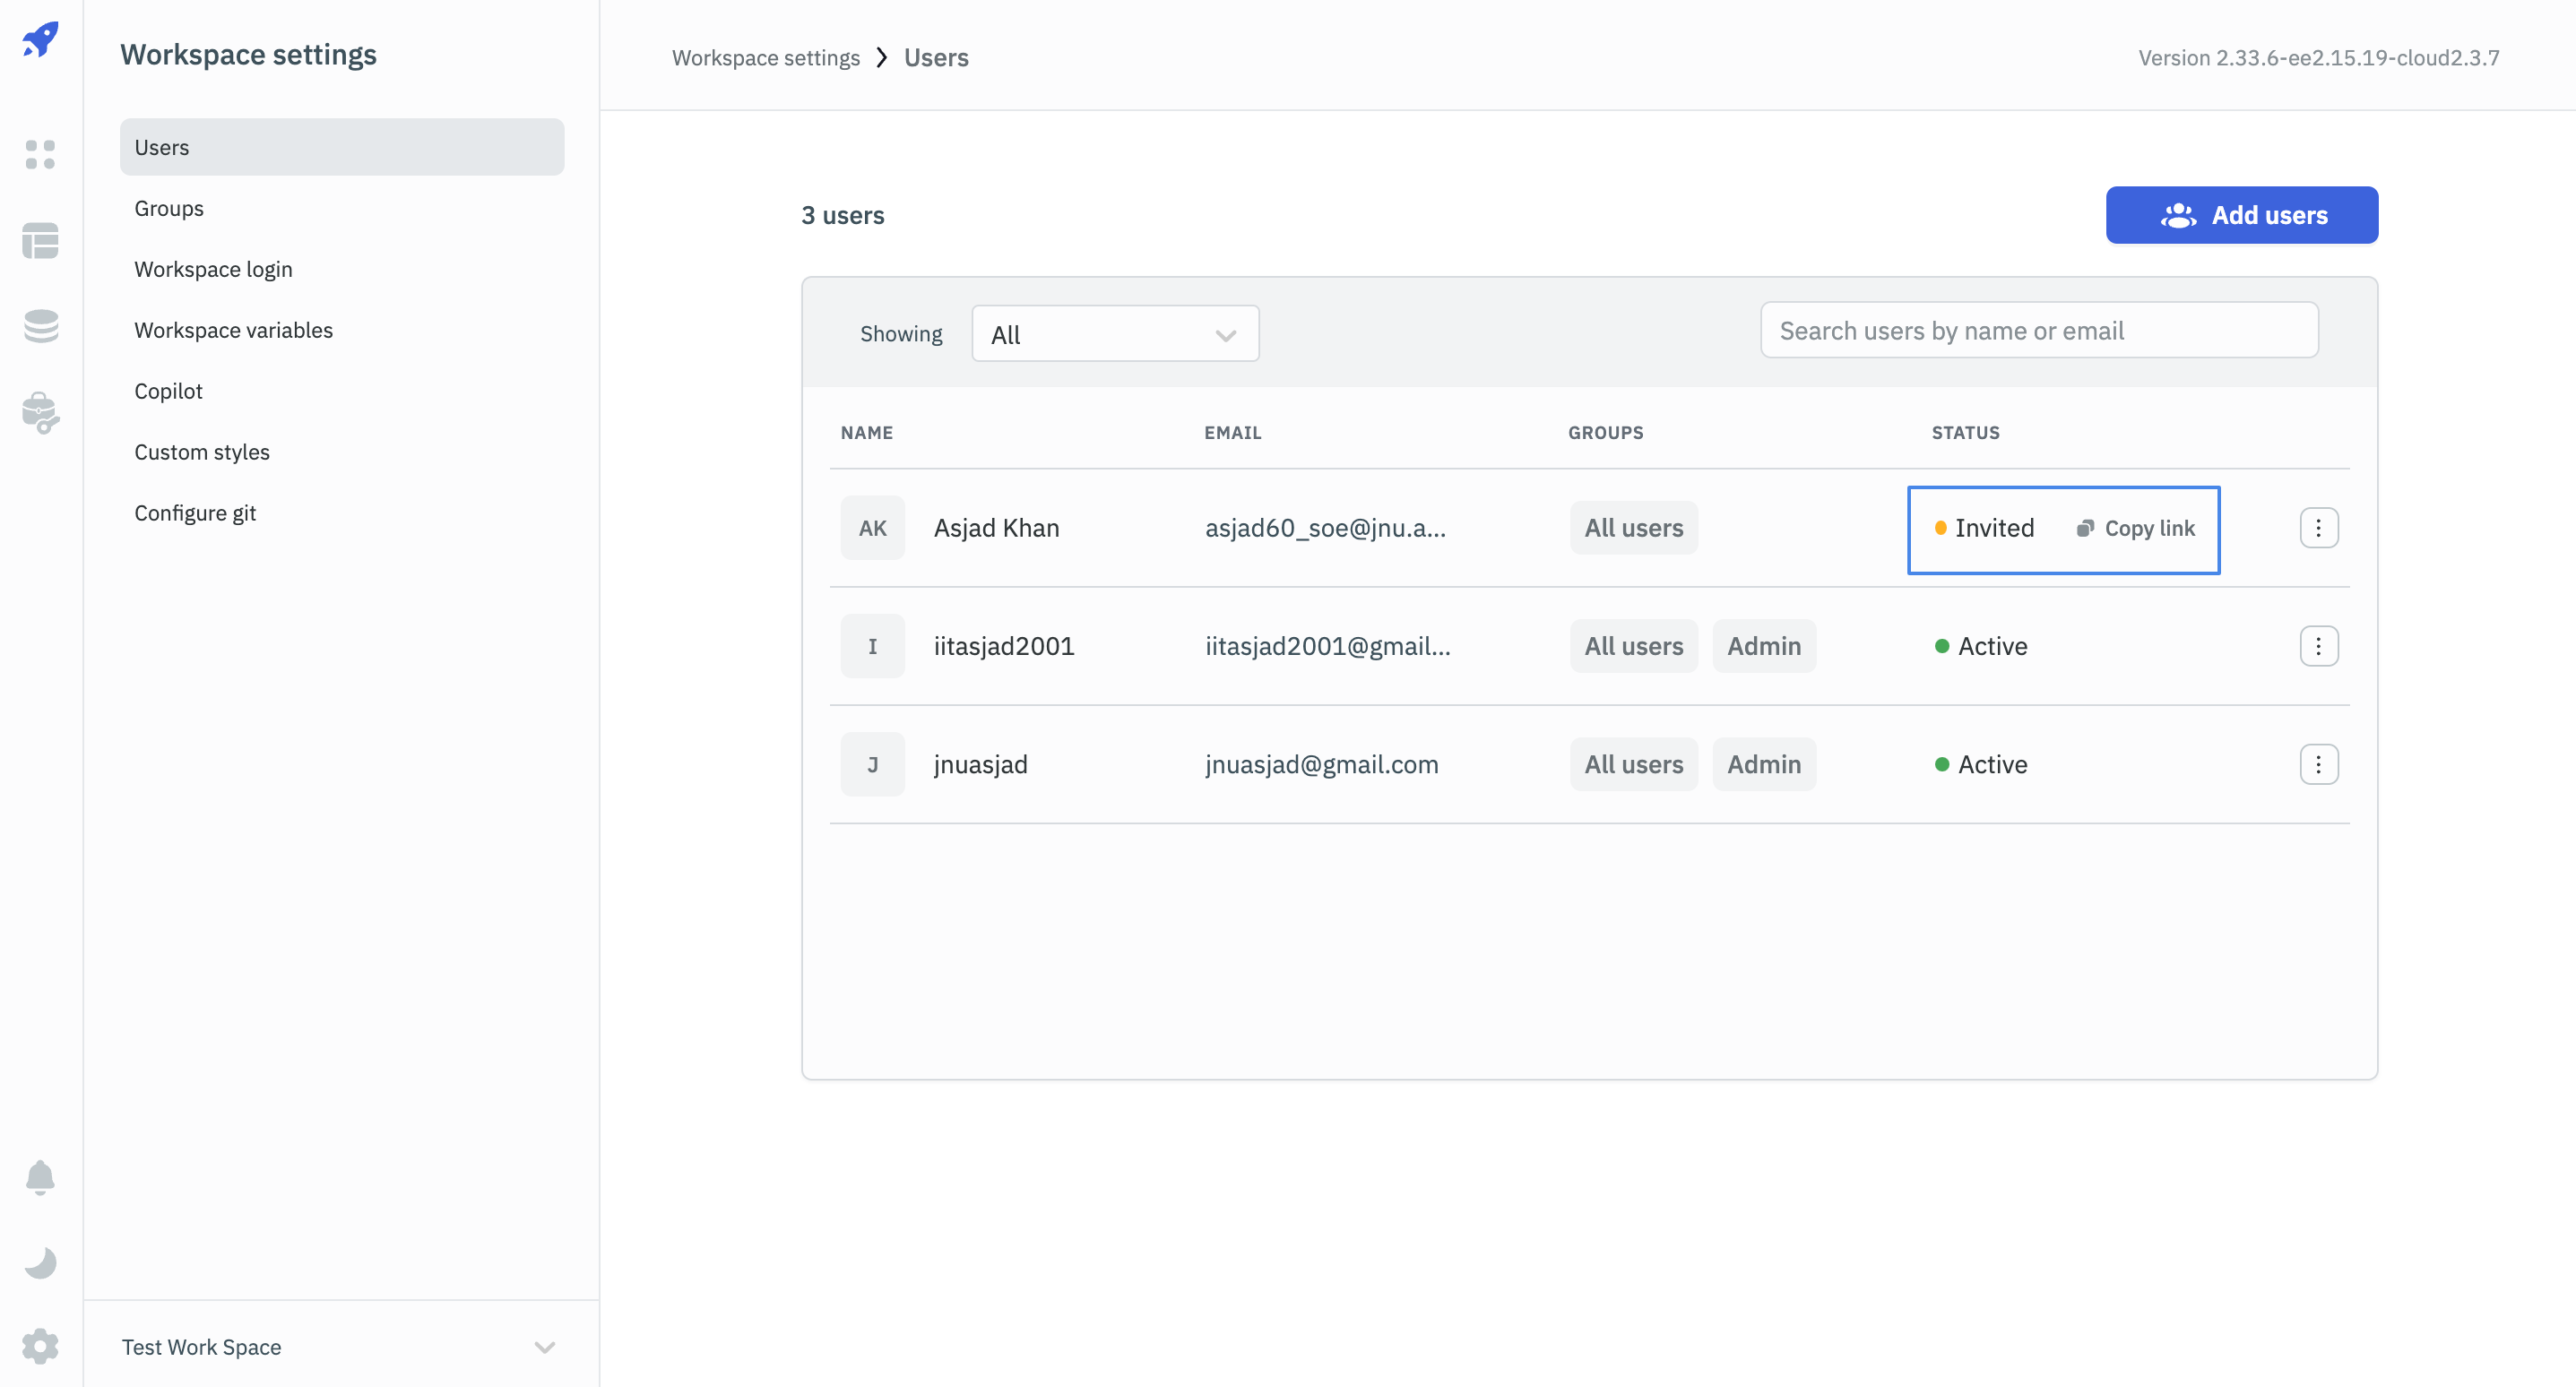 Workspace settings
Users
Groups
Workspace login
Workspace variables
Copilot
Custom styles
Configure git
Test Work Space
Workspace settings > Users
Version 2.33.6-ee2.15.19-cloud2.3.7
3 users
Add users
Showing All
Search users by name or email
NAME EMAIL GROUPS STATUS
AK Asjad Khan asjad60_soe@jnu.a... All users Invited Copy link
I iitasjad2001 iitasjad2001@gmail... All users Admin Active
J jnuasjad jnuasjad@gmail.com All users Admin Active